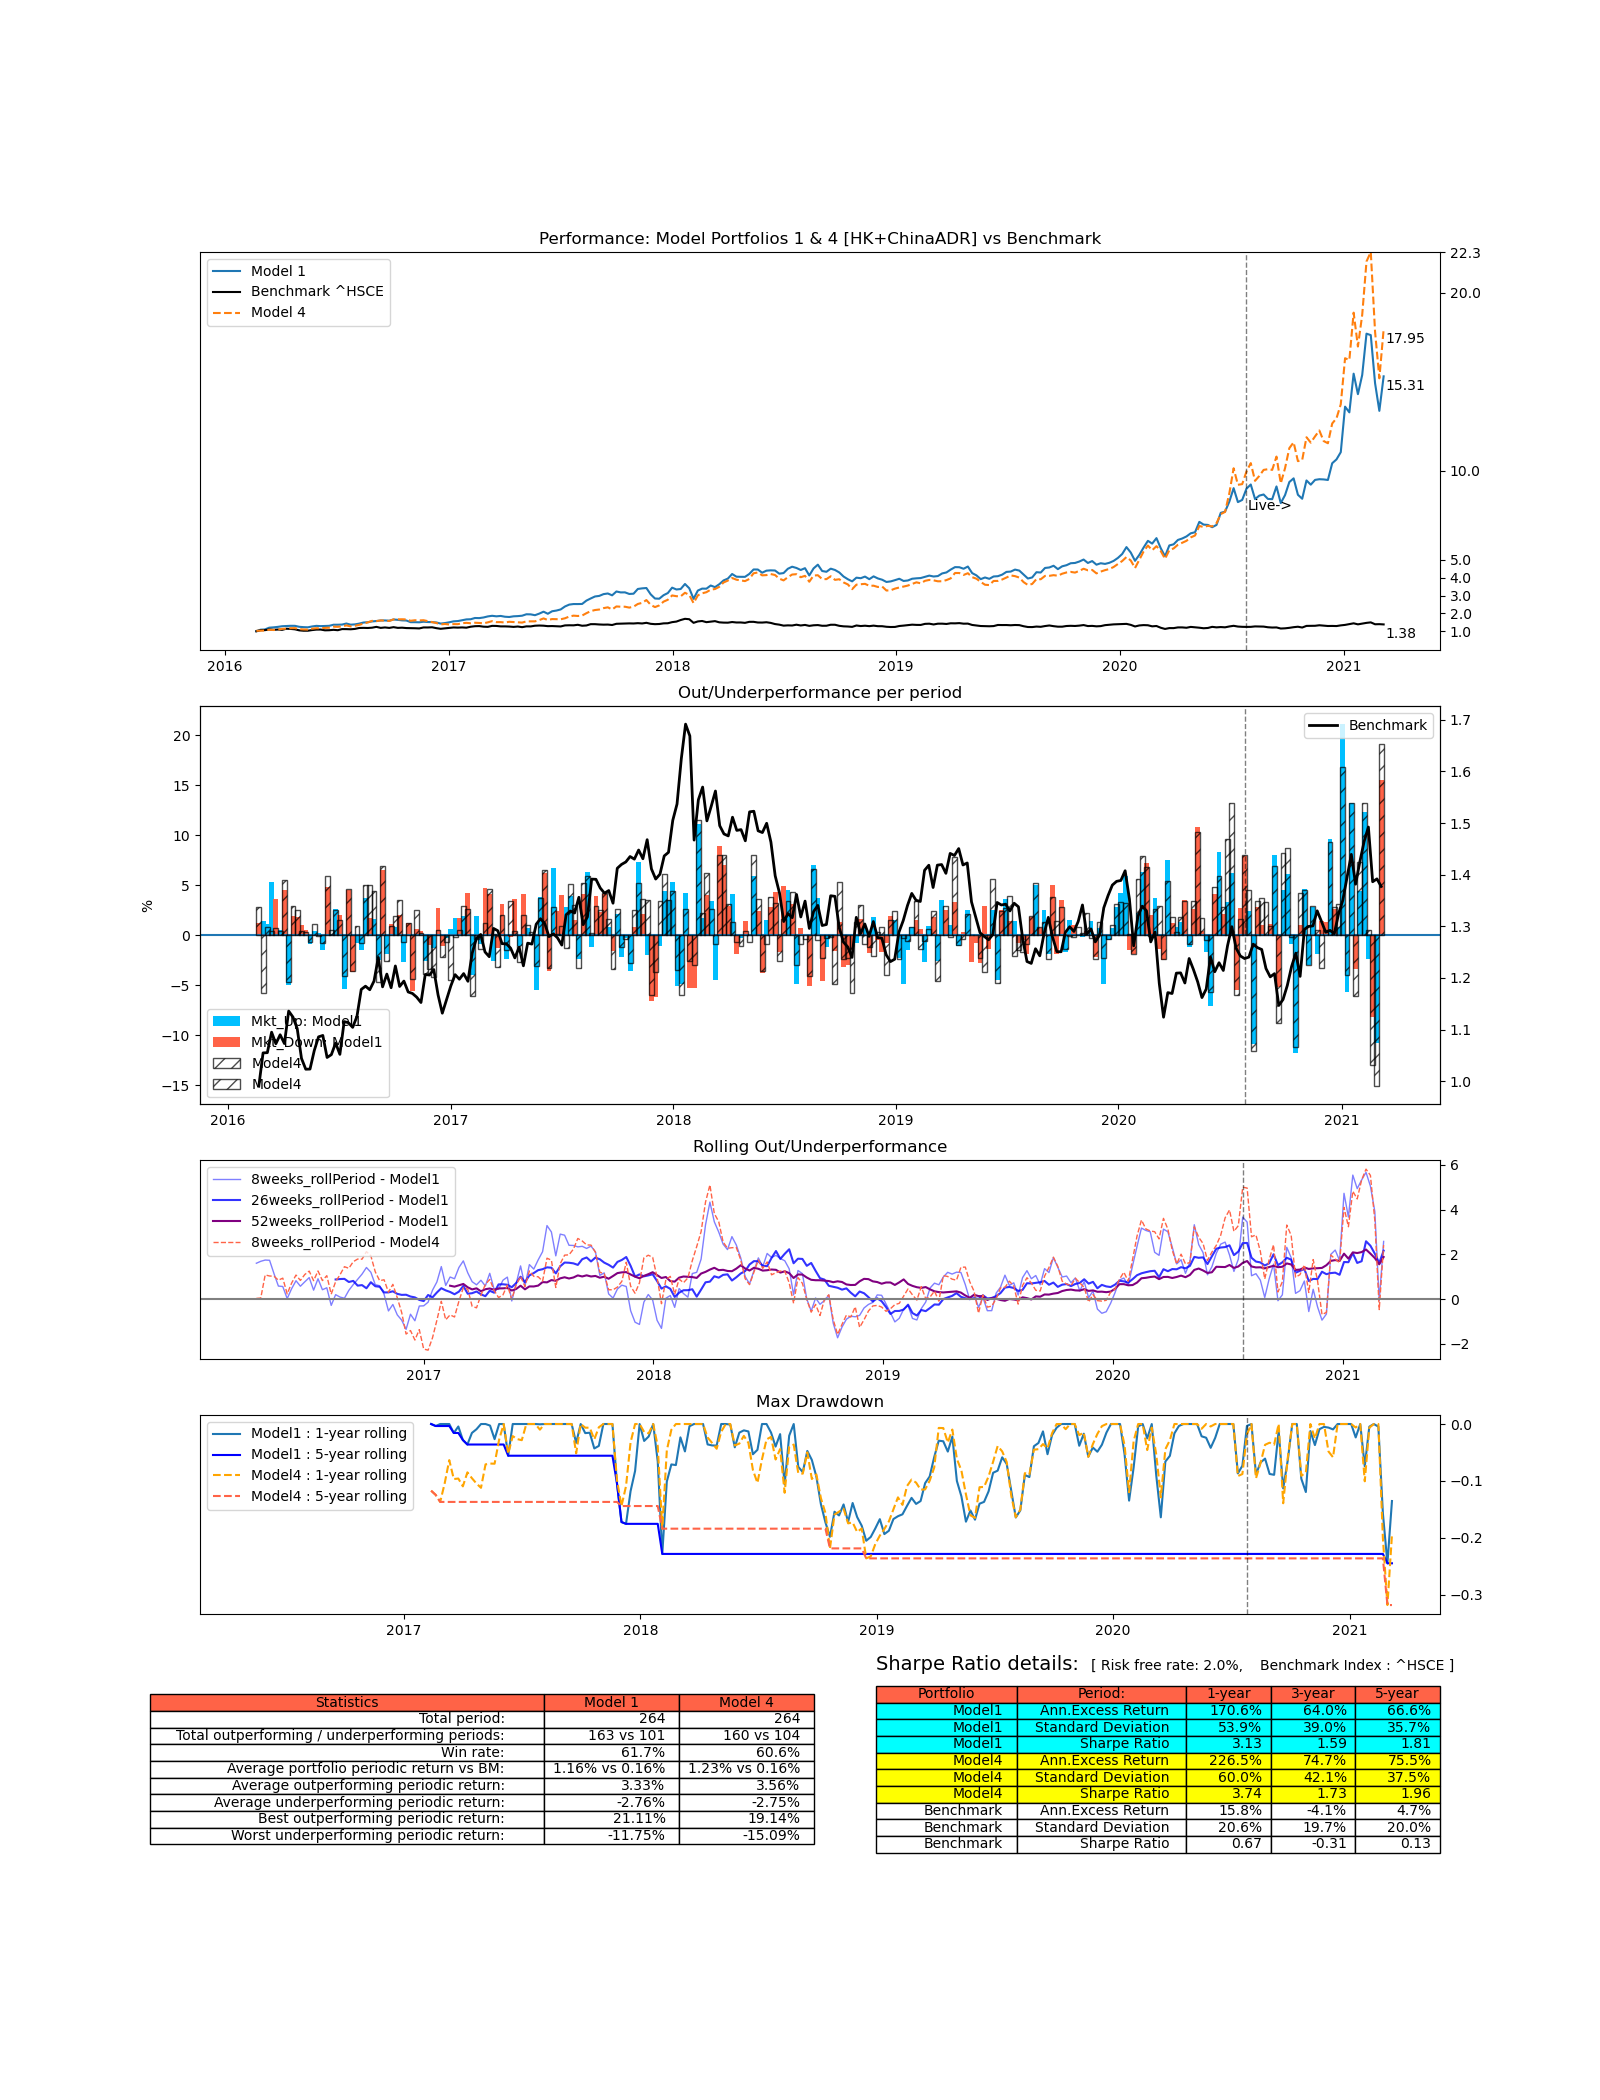 Performance: Model Portfolios 1 & 4 [HK+ChinaADR] vs Benchmark
Model 1
Benchmark ^HSCE
Model 4
22.3
20.0
10.0
5.0
4.0
3.0
2.0
1.0
17.95
15.31
1.38
Live->
2016 2017 2018 2019 2020 2021
Out/Underperformance per period
%
20
15
10
5
0
−5
−10
−15
Benchmark
1.7
1.6
1.5
1.4
1.3
1.2
1.1
1.0
Mkt_Up: Model1
Mkt_Down: Model1
Model4
Model4
2016 2017 2018 2019 2020 2021
Rolling Out/Underperformance
8weeks_rollPeriod - Model1
26weeks_rollPeriod - Model1
52weeks_rollPeriod - Model1
8weeks_rollPeriod - Model4
6
4
2
0
−2
2017 2018 2019 2020 2021
Max Drawdown
Model1 : 1-year rolling
Model1 : 5-year rolling
Model4 : 1-year rolling
Model4 : 5-year rolling
0.0
−0.1
−0.2
−0.3
2017 2018 2019 2020 2021
Statistics Model 1 Model 4
Total period: 264 264
Total outperforming / underperforming periods: 163 vs 101 160 vs 104
Win rate: 61.7% 60.6%
Average portfolio periodic return vs BM: 1.16% vs 0.16% 1.23% vs 0.16%
Average outperforming periodic return: 3.33% 3.56%
Average underperforming periodic return: -2.76% -2.75%
Best outperforming periodic return: 21.11% 19.14%
Worst underperforming periodic return: -11.75% -15.09%
Sharpe Ratio details: [ Risk free rate: 2.0%, Benchmark Index : ^HSCE ]
Portfolio Period: 1-year 3-year 5-year
Model1 Ann.Excess Return 170.6% 64.0% 66.6%
Model1 Standard Deviation 53.9% 39.0% 35.7%
Model1 Sharpe Ratio 3.13 1.59 1.81
Model4 Ann.Excess Return 226.5% 74.7% 75.5%
Model4 Standard Deviation 60.0% 42.1% 37.5%
Model4 Sharpe Ratio 3.74 1.73 1.96
Benchmark Ann.Excess Return 15.8% -4.1% 4.7%
Benchmark Standard Deviation 20.6% 19.7% 20.0%
Benchmark Sharpe Ratio 0.67 -0.31 0.13